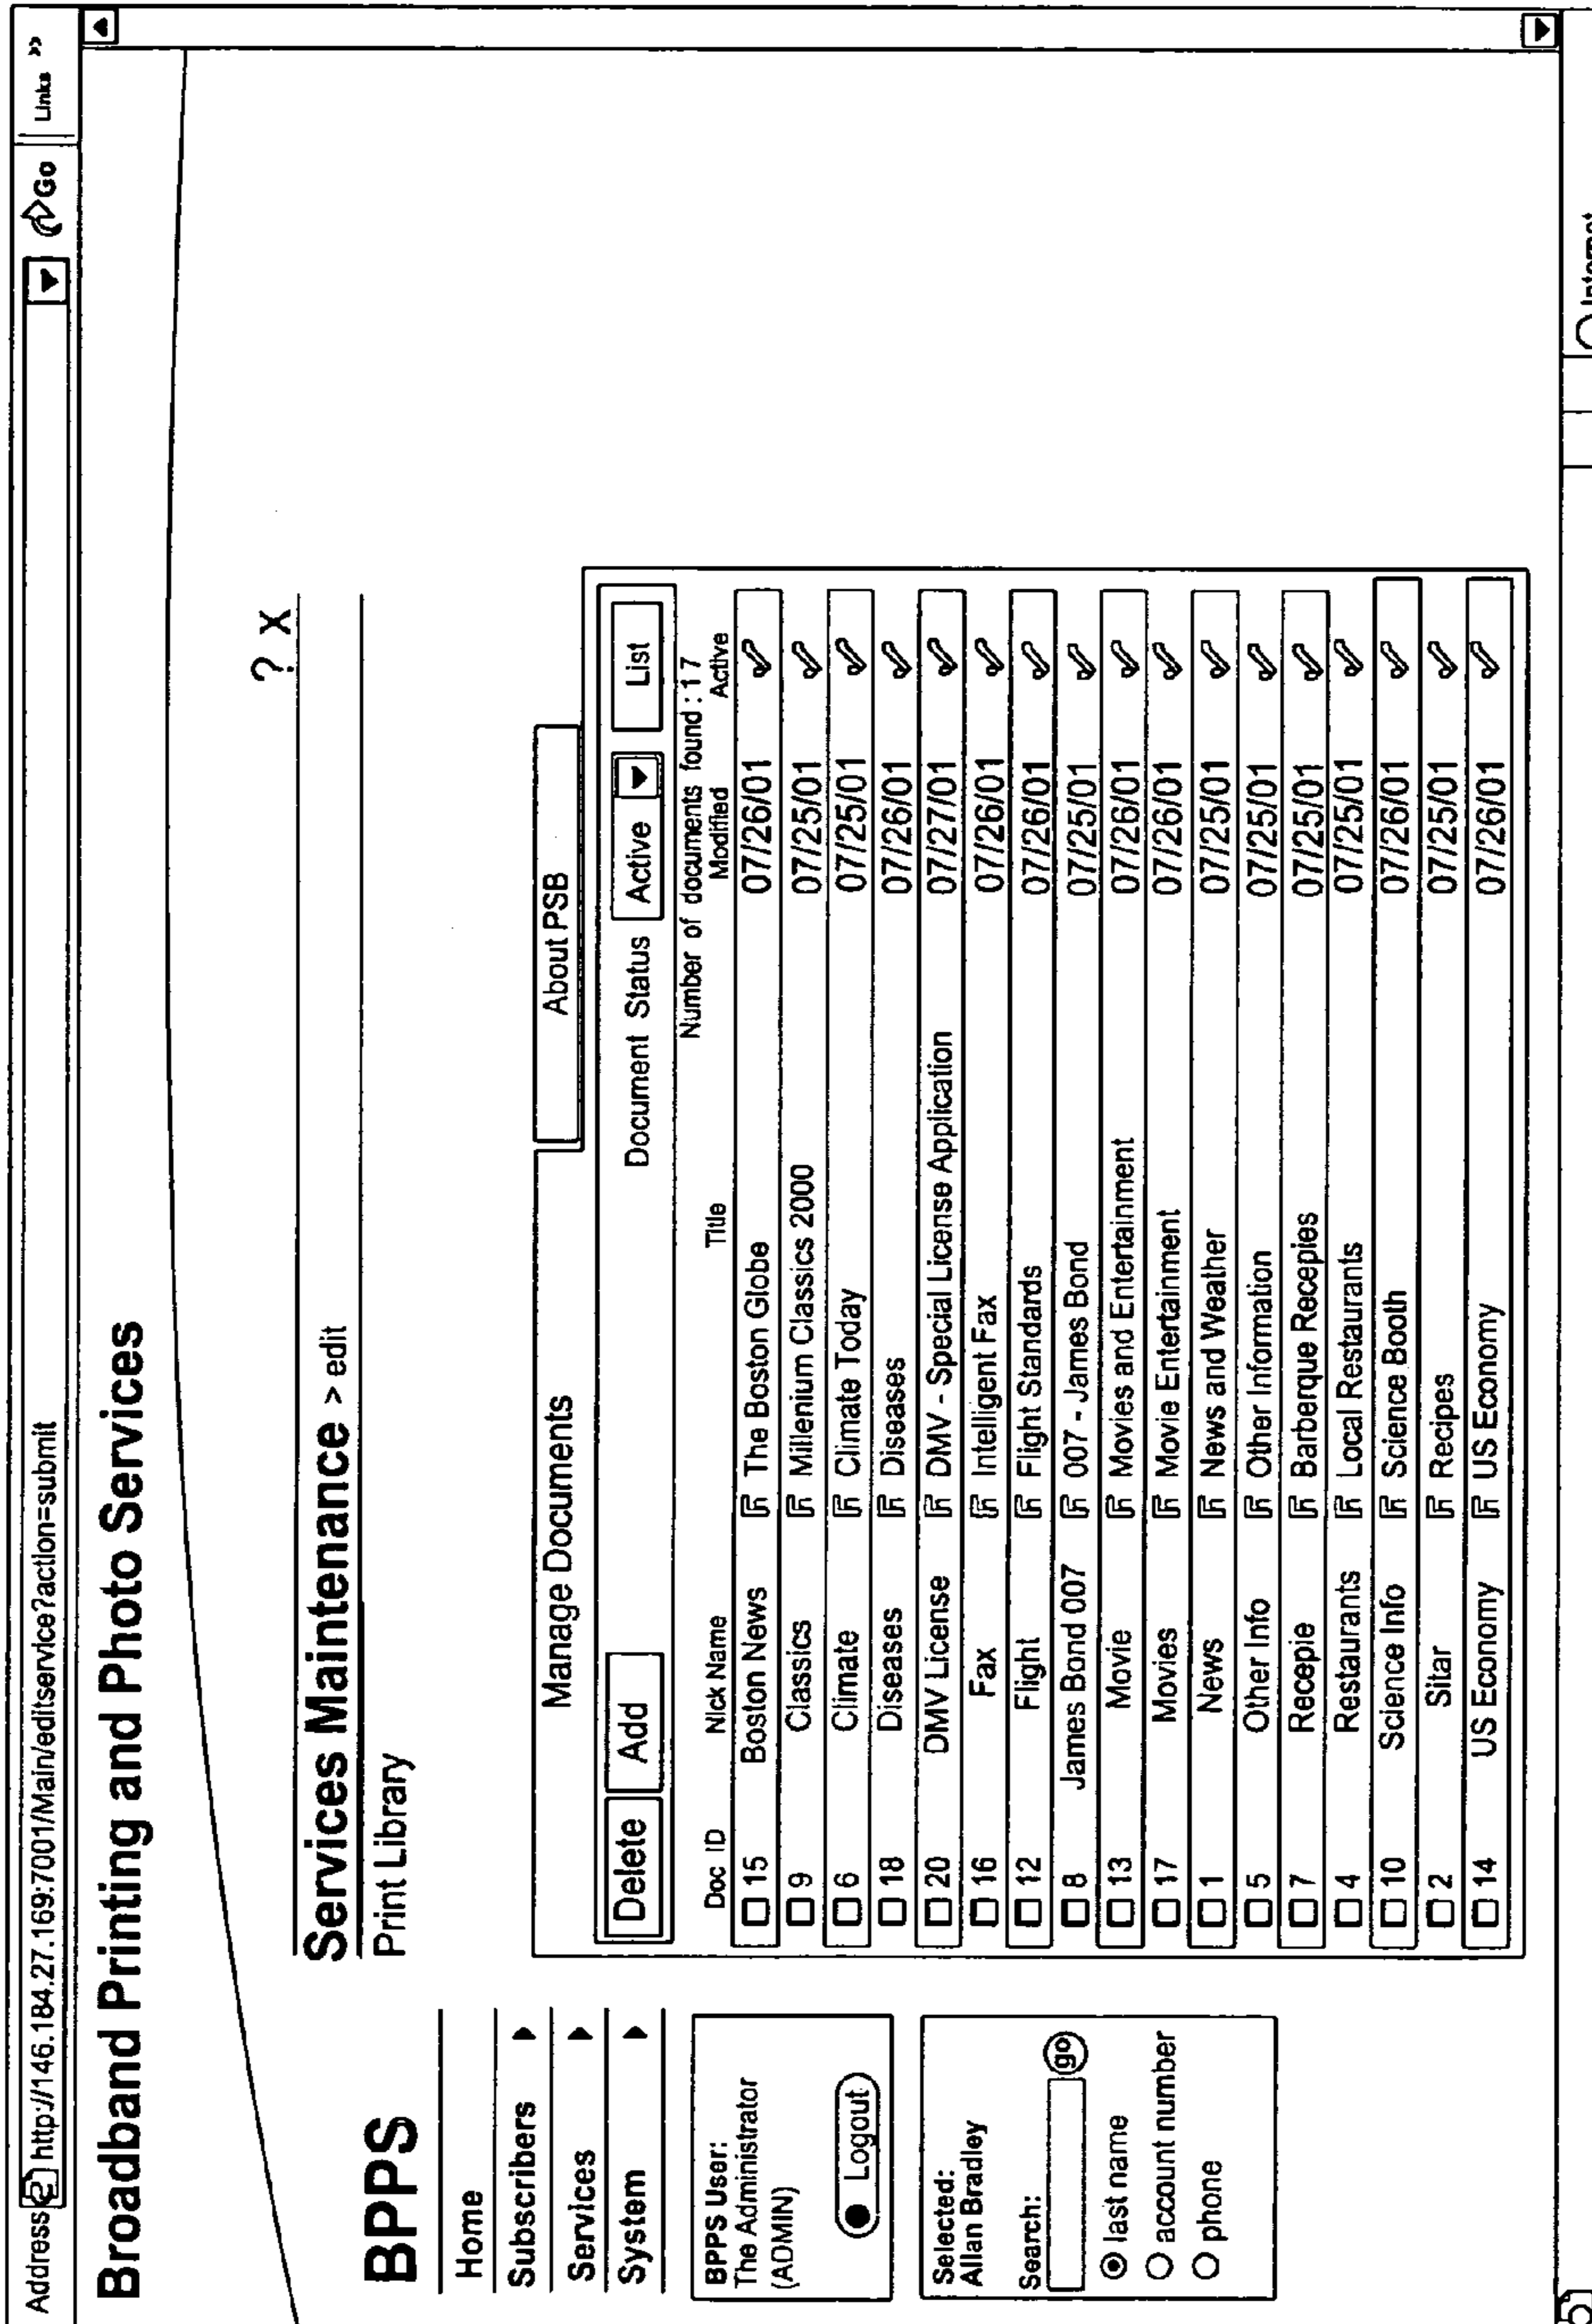 Address http://146.184.27.169:7001/Main/editservice?action=submit Go Links »
Broadband Printing and Photo Services
? X
Services Maintenance > edit
Print Library
BPPS
Home
Subscribers
Services
System
BPPS User:
The Administrator
(ADMIN)
Logout
Selected:
Allan Bradley
Search:
go
last name
account number
phone
Manage Documents About PSB
Delete Add Document Status Active List
Number of documents found : 17
Doc ID Nick Name Title Modified Active
15 Boston News The Boston Globe 07/26/01
9 Classics Millenium Classics 2000 07/25/01
6 Climate Climate Today 07/25/01
18 Diseases Diseases 07/26/01
20 DMV License DMV - Special License Application 07/27/01
16 Fax Intelligent Fax 07/26/01
12 Flight Flight Standards 07/26/01
8 James Bond 007 007 - James Bond 07/25/01
13 Movie Movies and Entertainment 07/26/01
17 Movies Movie Entertainment 07/26/01
1 News News and Weather 07/25/01
5 Other Info Other Information 07/25/01
7 Recepie Barberque Recepies 07/25/01
4 Restaurants Local Restaurants 07/25/01
10 Science Info Science Booth 07/26/01
2 Sitar Recipes 07/25/01
14 US Economy US Economy 07/26/01
Internet